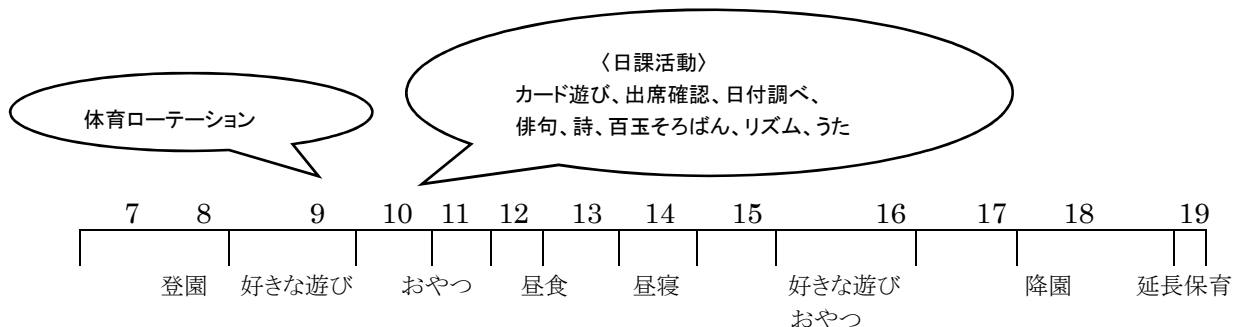 〈日課活動〉
カード遊び、出席確認、日付調べ、
俳句、詩、百玉そろばん、リズム、うた
体育ローテーション
7 8 9 10 11 12 13 14 15 16 17 18 19
登園 好きな遊び おやつ 昼食 昼寝 好きな遊び 降園 延長保育
おやつ